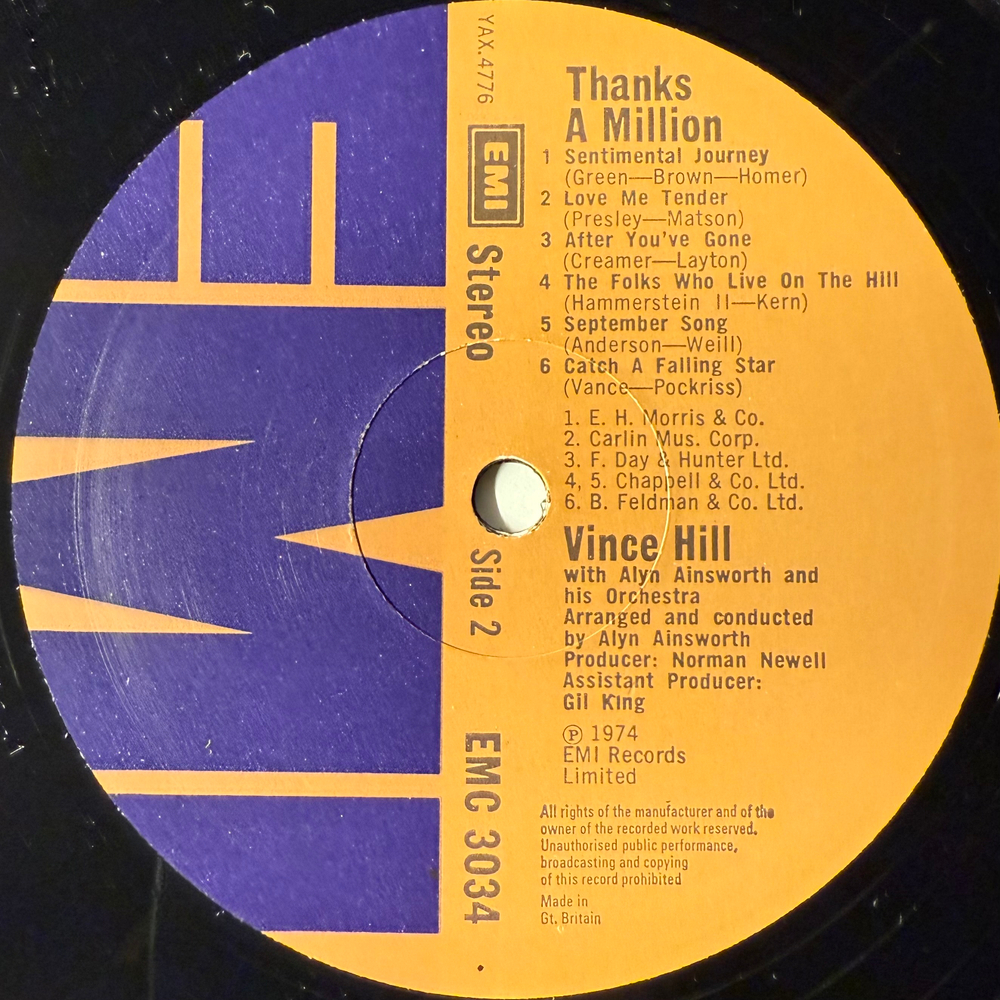 YAX.4776
EMI
Stereo
Side 2
EMC 3034
Thanks
A Million
1 Sentimental Journey
(Green—Brown—Homer)
2 Love Me Tender
(Presley—Matson)
3 After You've Gone
(Creamer—Layton)
4 The Folks Who Live On The Hill
(Hammerstein II—Kern)
5 September Song
(Anderson—Weill)
6 Catch A Falling Star
(Vance—Pockriss)
1. E. H. Morris & Co.
2. Carlin Mus. Corp.
3. F. Day & Hunter Ltd.
4, 5. Chappell & Co. Ltd.
6. B. Feldman & Co. Ltd.
Vince Hill
with Alyn Ainsworth and
his Orchestra
Arranged and conducted
by Alyn Ainsworth
Producer: Norman Newell
Assistant Producer:
Gil King
℗ 1974
EMI Records
Limited
All rights of the manufacturer and of the
owner of the recorded work reserved.
Unauthorised public performance,
broadcasting and copying
of this record prohibited
Made in
Gt. Britain